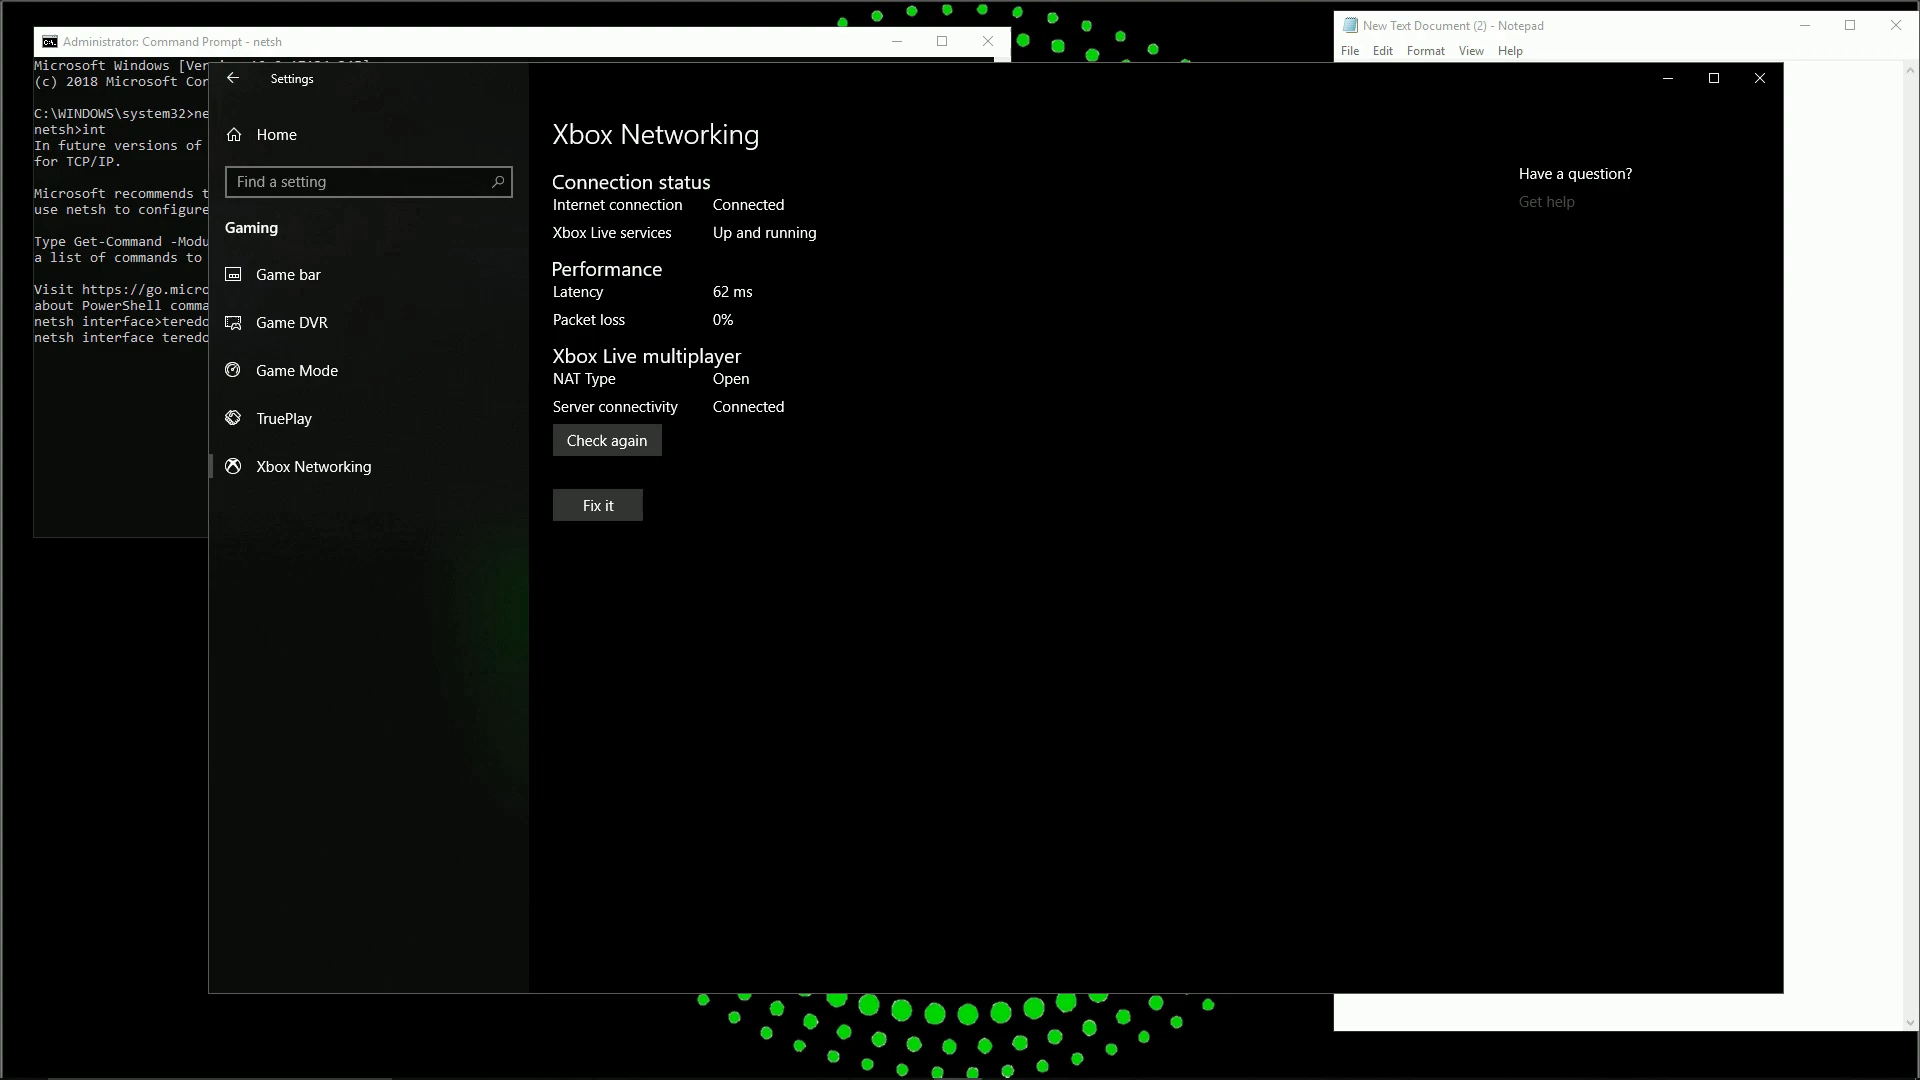 Administrator: Command Prompt - netsh
Microsoft Windows [Ver
(c) 2018 Microsoft Cor
C:\WINDOWS\system32>ne
netsh>int
In future versions of
for TCP/IP.
Microsoft recommends t
use netsh to configure
Type Get-Command -Modu
a list of commands to
Visit https://go.micro
about PowerShell comma
netsh interface>teredo
netsh interface teredo
New Text Document (2) - Notepad
File Edit Format View Help
Settings
Home
Find a setting
Gaming
Game bar
Game DVR
Game Mode
TruePlay
Xbox Networking
Xbox Networking
Connection status
Internet connection Connected
Xbox Live services Up and running
Performance
Latency 62 ms
Packet loss 0%
Xbox Live multiplayer
NAT Type Open
Server connectivity Connected
Check again
Fix it
Have a question?
Get help